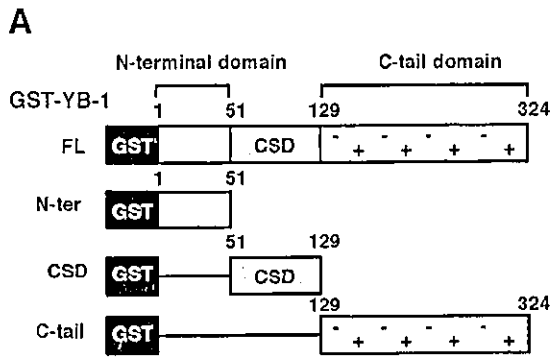 A
N-terminal domain C-tail domain
GST-YB-1 1 51 129 324
FL GST CSD - + - + - + - +
1 51
N-ter GST
51 129
CSD GST CSD
129 324
C-tail GST - + - + - + - +